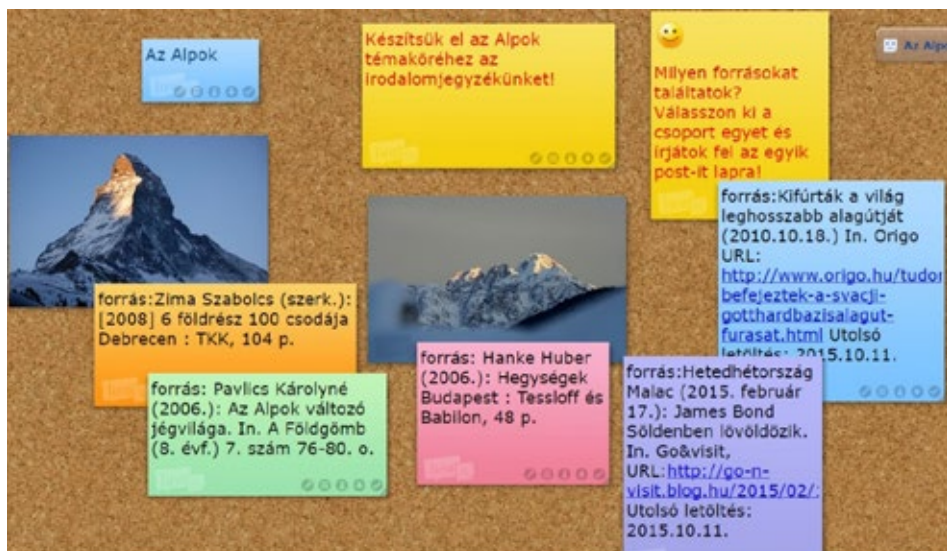 Az Alpok
Készítsük el az Alpok
témaköréhez az
irodalomjegyzékünket!
Milyen forrásokat
találtatok?
Válasszon ki a
csoport egyet és
írjátok fel az egyik
post-it lapra!
Az Alpo
forrás:Kifúrták a világ
leghosszabb alagútját
(2010.10.18.) In. Origo
URL:
http://www.origo.hu/tudor
befejeztek-a-svacji-
gotthardbazisalagut-
furasat.html Utolsó
letöltés: 2015.10.11.
forrás:Zima Szabolcs (szerk.):
[2008] 6 földrész 100 csodája
Debrecen : TKK, 104 p.
forrás: Pavlics Károlyné
(2006.): Az Alpok változó
jégvilága. In. A Földgömb
(8. évf.) 7. szám 76-80. o.
forrás: Hanke Huber
(2006.): Hegységek
Budapest : Tessloff és
Babilon, 48 p.
forrás:Hetedhétország
Malac (2015. február
17.): James Bond
Söldenben lövöldözik.
In. Go&visit,
URL:http://go-n-
visit.blog.hu/2015/02/
Utolsó letöltés:
2015.10.11.